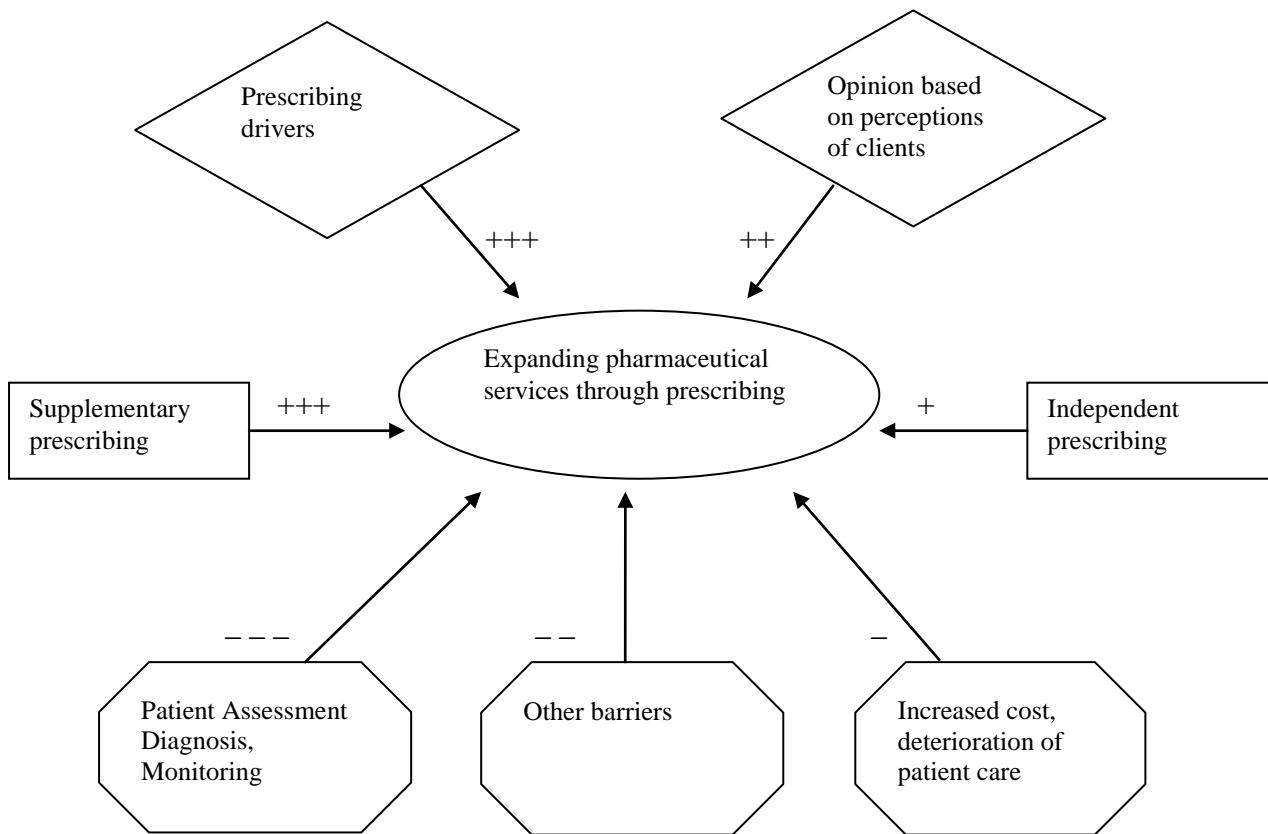 Prescribing
drivers
Opinion based
on perceptions
of clients
+++
++
Expanding pharmaceutical
services through prescribing
Supplementary
prescribing
+++
+
Independent
prescribing
– – –
– –
–
Patient Assessment
Diagnosis,
Monitoring
Other barriers
Increased cost,
deterioration of
patient care